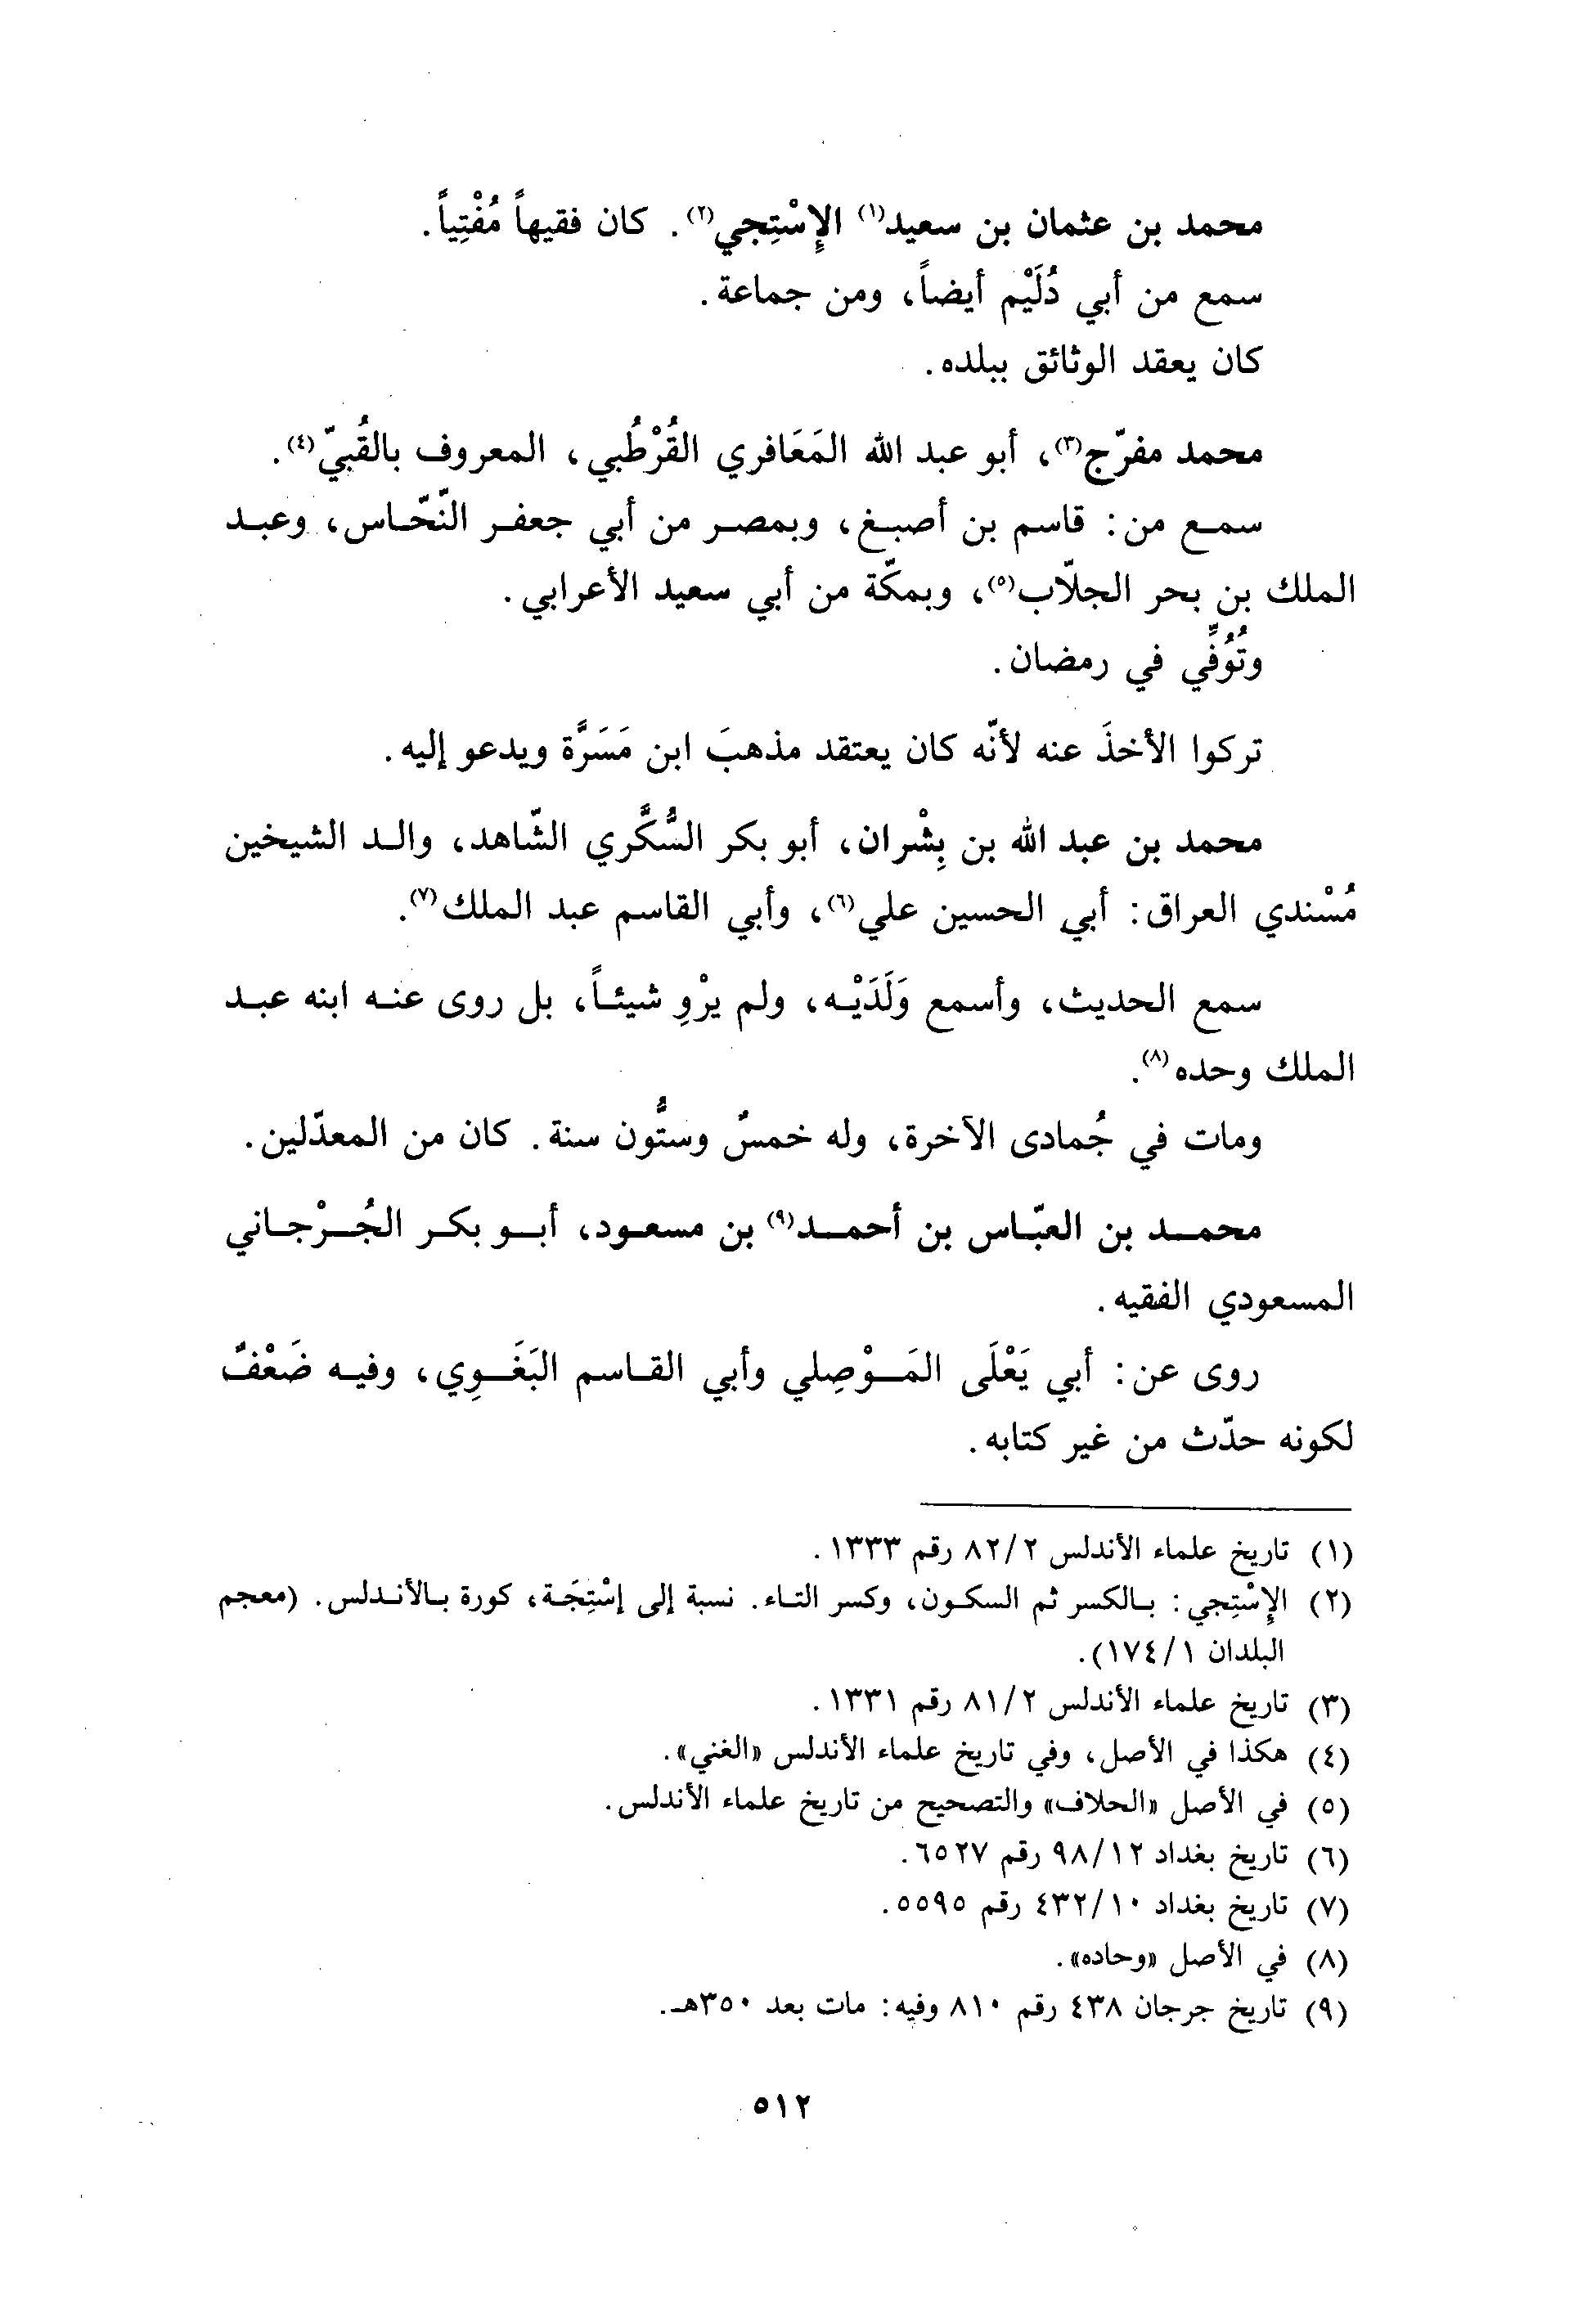 محمد بن عثمان بن سعيد(١) الإِسْتِجي(٢). كان فقيهاً مُفْتِياً.
سمع من أبي دُلَيْم أيضاً، ومن جماعة.
كان يعقد الوثائق ببلده.
محمد مفرّج(٣)، أبو عبد الله المَعَافري القُرْطُبي، المعروف بالقُبيّ(٤).
سمع من: قاسم بن أصبغ، وبمصر من أبي جعفر النّحّاس، وعبد
الملك بن بحر الجلّاب(٥)، وبمكّة من أبي سعيد الأعرابي.
وتُوُفِّي في رمضان.
تركوا الأخذَ عنه لأنّه كان يعتقد مذهبَ ابن مَسَرَّة ويدعو إليه.
محمد بن عبد الله بن بِشْران، أبو بكر السُّكَّري الشّاهد، والد الشيخين
مُسْندي العراق: أبي الحسين علي(٦)، وأبي القاسم عبد الملك(٧).
سمع الحديث، وأسمع وَلَدَيْه، ولم يرْوِ شيئاً، بل روى عنه ابنه عبد
الملك وحده(٨).
ومات في جُمادى الآخرة، وله خمسٌ وستُّون سنة. كان من المعدّلين.
محمد بن العبّاس بن أحمد(٩) بن مسعود، أبو بكر الجُرْجاني
المسعودي الفقيه.
روى عن: أبي يَعْلَى المَوْصِلي وأبي القاسم البَغَوِي، وفيه ضَعْفٌ
لكونه حدّث من غير كتابه.
(١) تاريخ علماء الأندلس ٨٢/٢ رقم ١٣٣٣.
(٢) الإِسْتِجي: بالكسر ثم السكون، وكسر التاء. نسبة إلى إسْتِجَة، كورة بالأندلس. (معجم
البلدان ١٧٤/١).
(٣) تاريخ علماء الأندلس ٨١/٢ رقم ١٣٣١.
(٤) هكذا في الأصل، وفي تاريخ علماء الأندلس «الغني».
(٥) في الأصل «الحلاف» والتصحيح من تاريخ علماء الأندلس.
(٦) تاريخ بغداد ٩٨/١٢ رقم ٦٥٢٧.
(٧) تاريخ بغداد ٤٣٢/١٠ رقم ٥٥٩٥.
(٨) في الأصل «وحاده».
(٩) تاريخ جرجان ٤٣٨ رقم ٨١٠ وفيه: مات بعد ٣٥٠هـ.
٥١٢